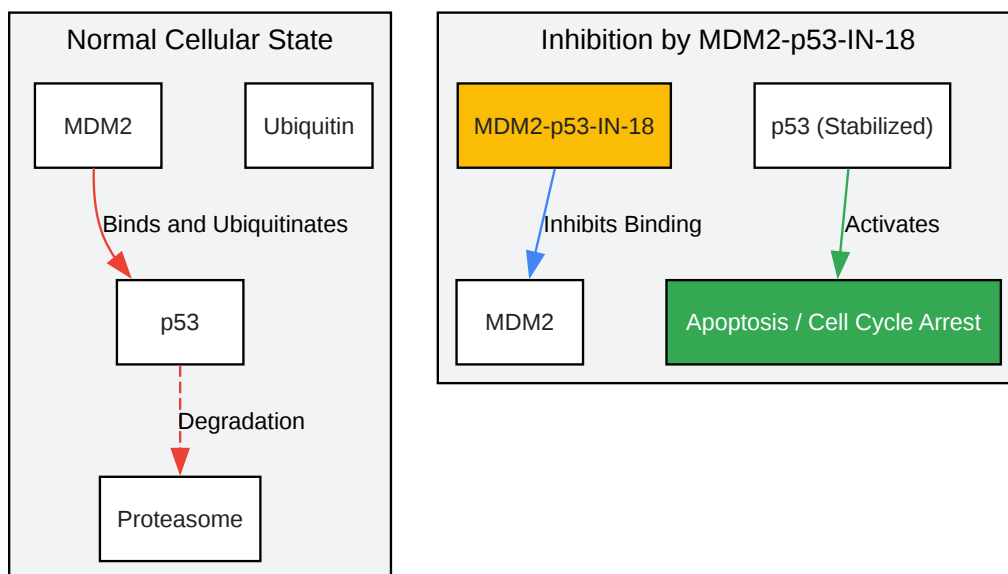 Normal Cellular State
MDM2
Ubiquitin
Binds and Ubiquitinates
p53
Degradation
Proteasome
Inhibition by MDM2-p53-IN-18
MDM2-p53-IN-18
p53 (Stabilized)
Inhibits Binding
Activates
MDM2
Apoptosis / Cell Cycle Arrest